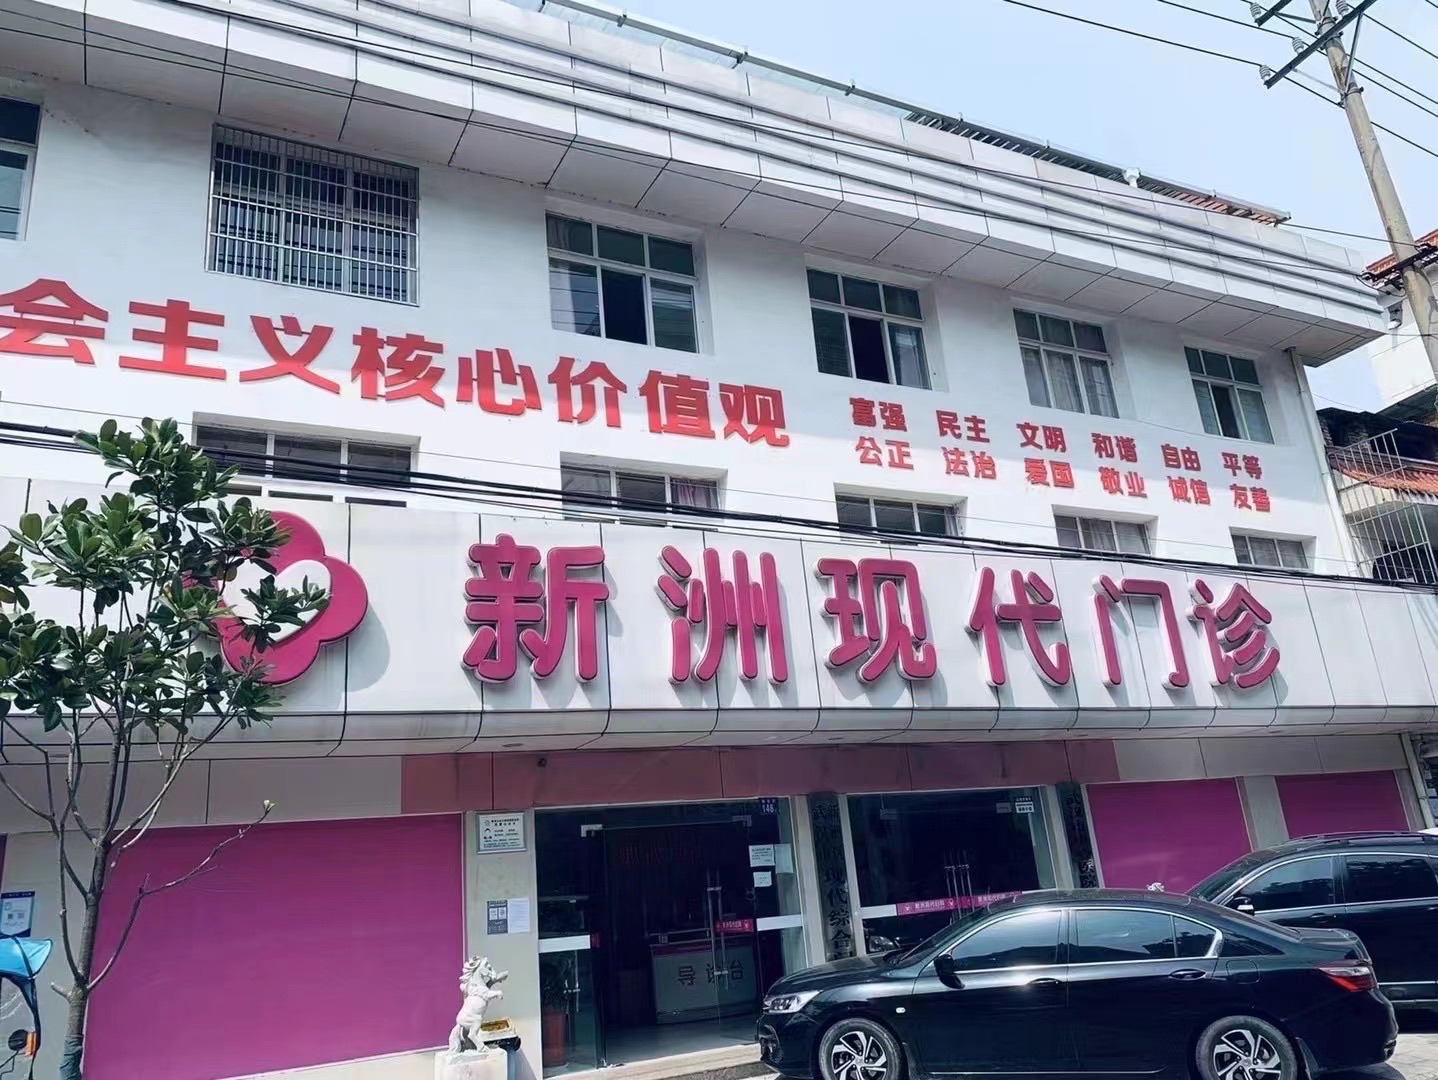 会主义核心价值观
富强 民主 文明 和谐 自由 平等
公正 法治 爱国 敬业 诚信 友善
新洲现代门诊
146
导诊台